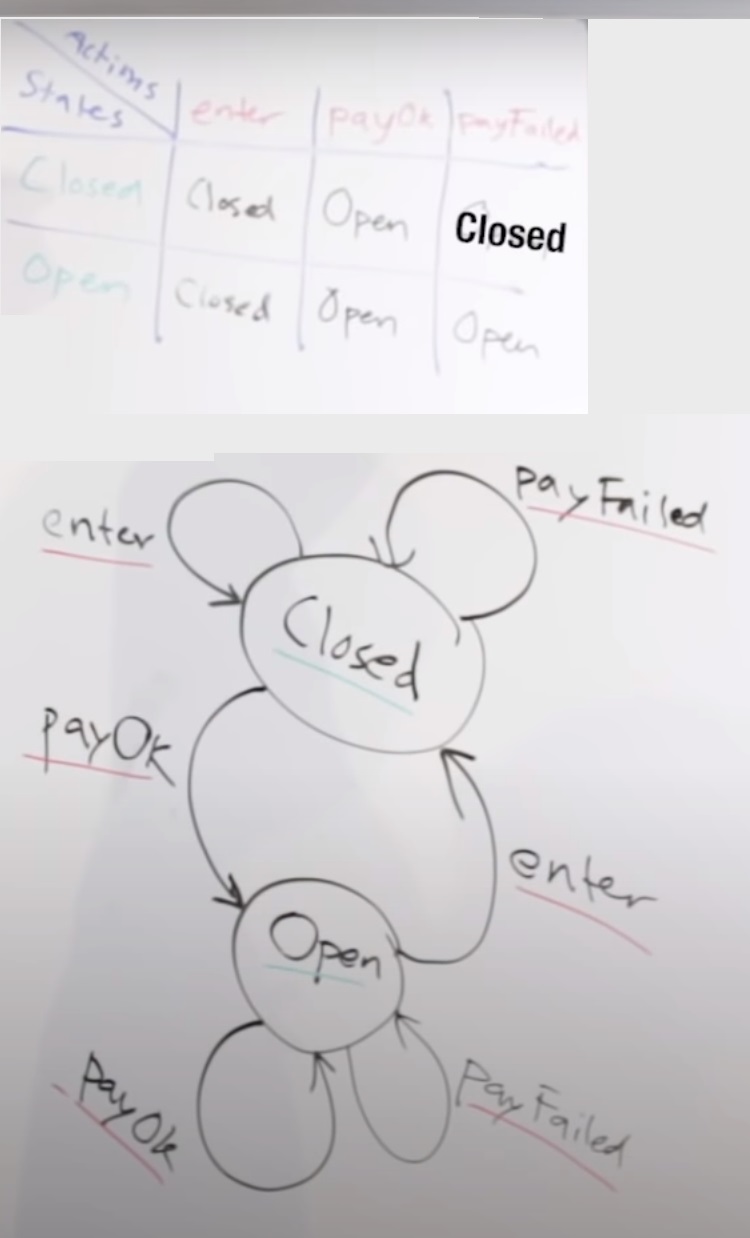 Actions
States
enter
payOk
payFailed
Closed
Closed
Open
Closed
Open
Closed
Open
Open
payFailed
enter
Closed
payOk
enter
Open
PayOk
PayFailed